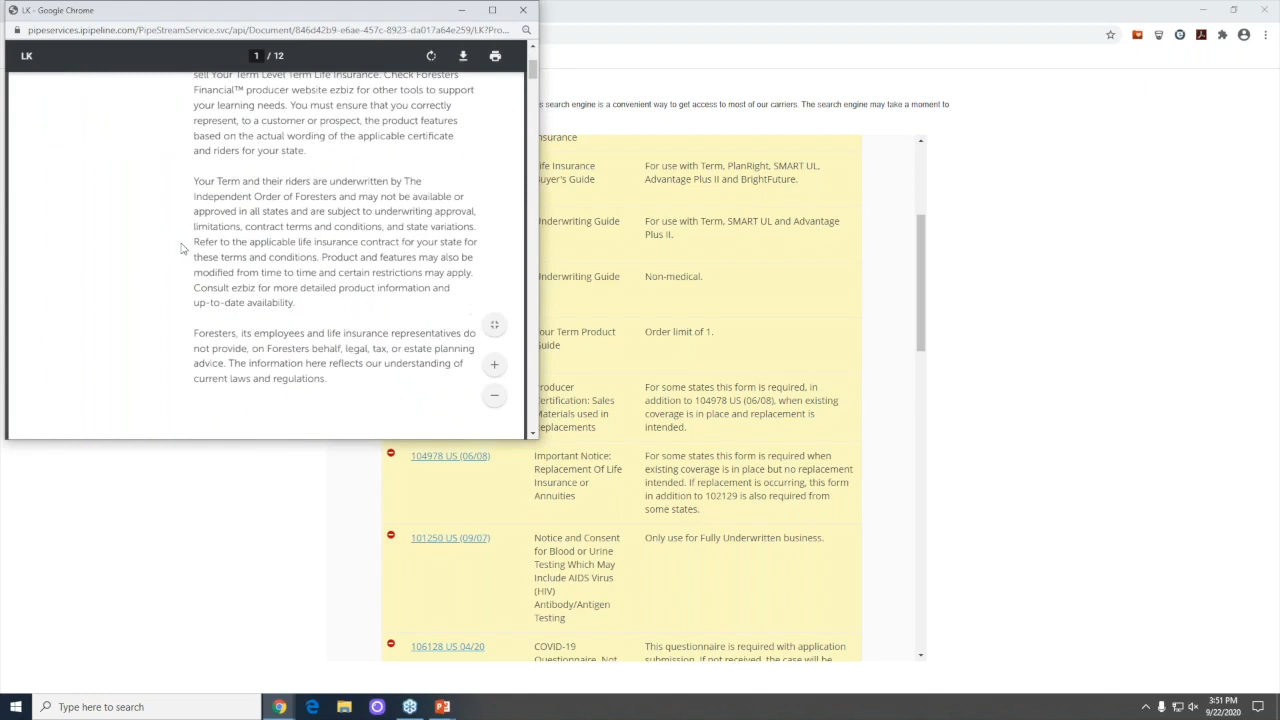 LK - Google Chrome
pipeservices.ipipeline.com/PipeStreamService.svc/api/Document/846d42b9-e6ae-457c-8923-da017a64e259/LK?Pro...
LK
1 / 12
sell Your Term Level Term Life Insurance. Check Foresters
Financial™ producer website ezbiz for other tools to support
your learning needs. You must ensure that you correctly
represent, to a customer or prospect, the product features
based on the actual wording of the applicable certificate
and riders for your state.
Your Term and their riders are underwritten by The
Independent Order of Foresters and may not be available or
approved in all states and are subject to underwriting approval,
limitations, contract terms and conditions, and state variations.
Refer to the applicable life insurance contract for your state for
these terms and conditions. Product and features may also be
modified from time to time and certain restrictions may apply.
Consult ezbiz for more detailed product information and
up-to-date availability.
Foresters, its employees and life insurance representatives do
not provide, on Foresters behalf, legal, tax, or estate planning
advice. The information here reflects our understanding of
current laws and regulations.
s search engine is a convenient way to get access to most of our carriers. The search engine may take a moment to
nsurance
ife Insurance
uyer's Guide
For use with Term, PlanRight, SMART UL,
Advantage Plus II and BrightFuture.
Underwriting Guide
For use with Term, SMART UL and Advantage
Plus II.
Underwriting Guide
Non-medical.
our Term Product
Guide
Order limit of 1.
roducer
ertification: Sales
Materials used in
eplacements
For some states this form is required, in
addition to 104978 US (06/08), when existing
coverage is in place and replacement is
intended.
104978 US (06/08)
Important Notice:
Replacement Of Life
Insurance or
Annuities
For some states this form is required when
existing coverage is in place but no replacement
intended. If replacement is occurring, this form
in addition to 102129 is also required from
some states.
101250 US (09/07)
Notice and Consent
for Blood or Urine
Testing Which May
Include AIDS Virus
(HIV)
Antibody/Antigen
Testing
Only use for Fully Underwritten business.
106128 US 04/20
COVID-19
Questionnaire. Not
This questionnaire is required with application
submission. If not received, the case will be
Type here to search
3:51 PM
9/22/2020